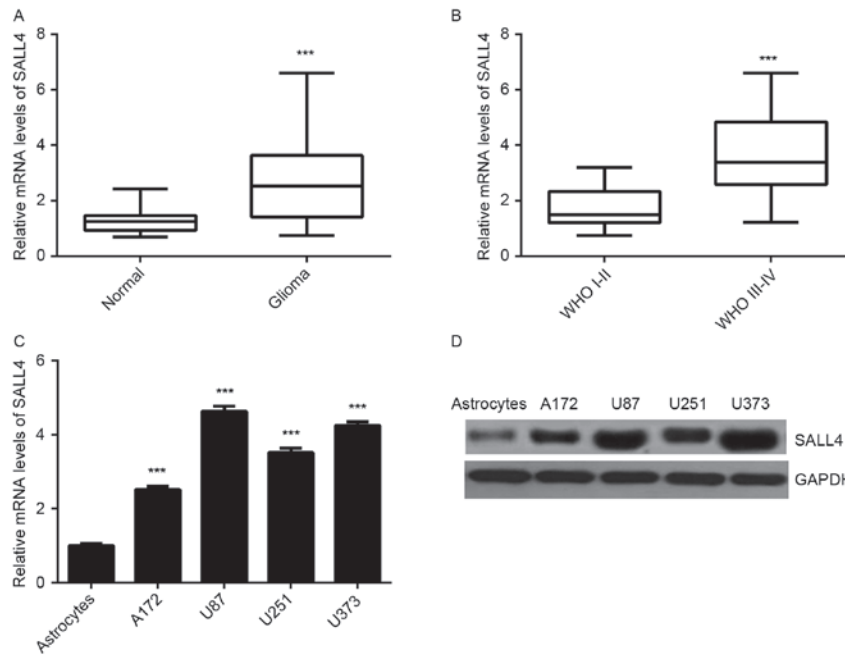 A
Relative mRNA levels of SALL4
8
6
4
2
0
***
Normal
Glioma
B
Relative mRNA levels of SALL4
8
6
4
2
0
***
WHO I-II
WHO III-IV
C
Relative mRNA levels of SALL4
6
4
2
0
***
***
***
***
Astrocytes
A172
U87
U251
U373
D
Astrocytes A172 U87 U251 U373
SALL4
GAPDH